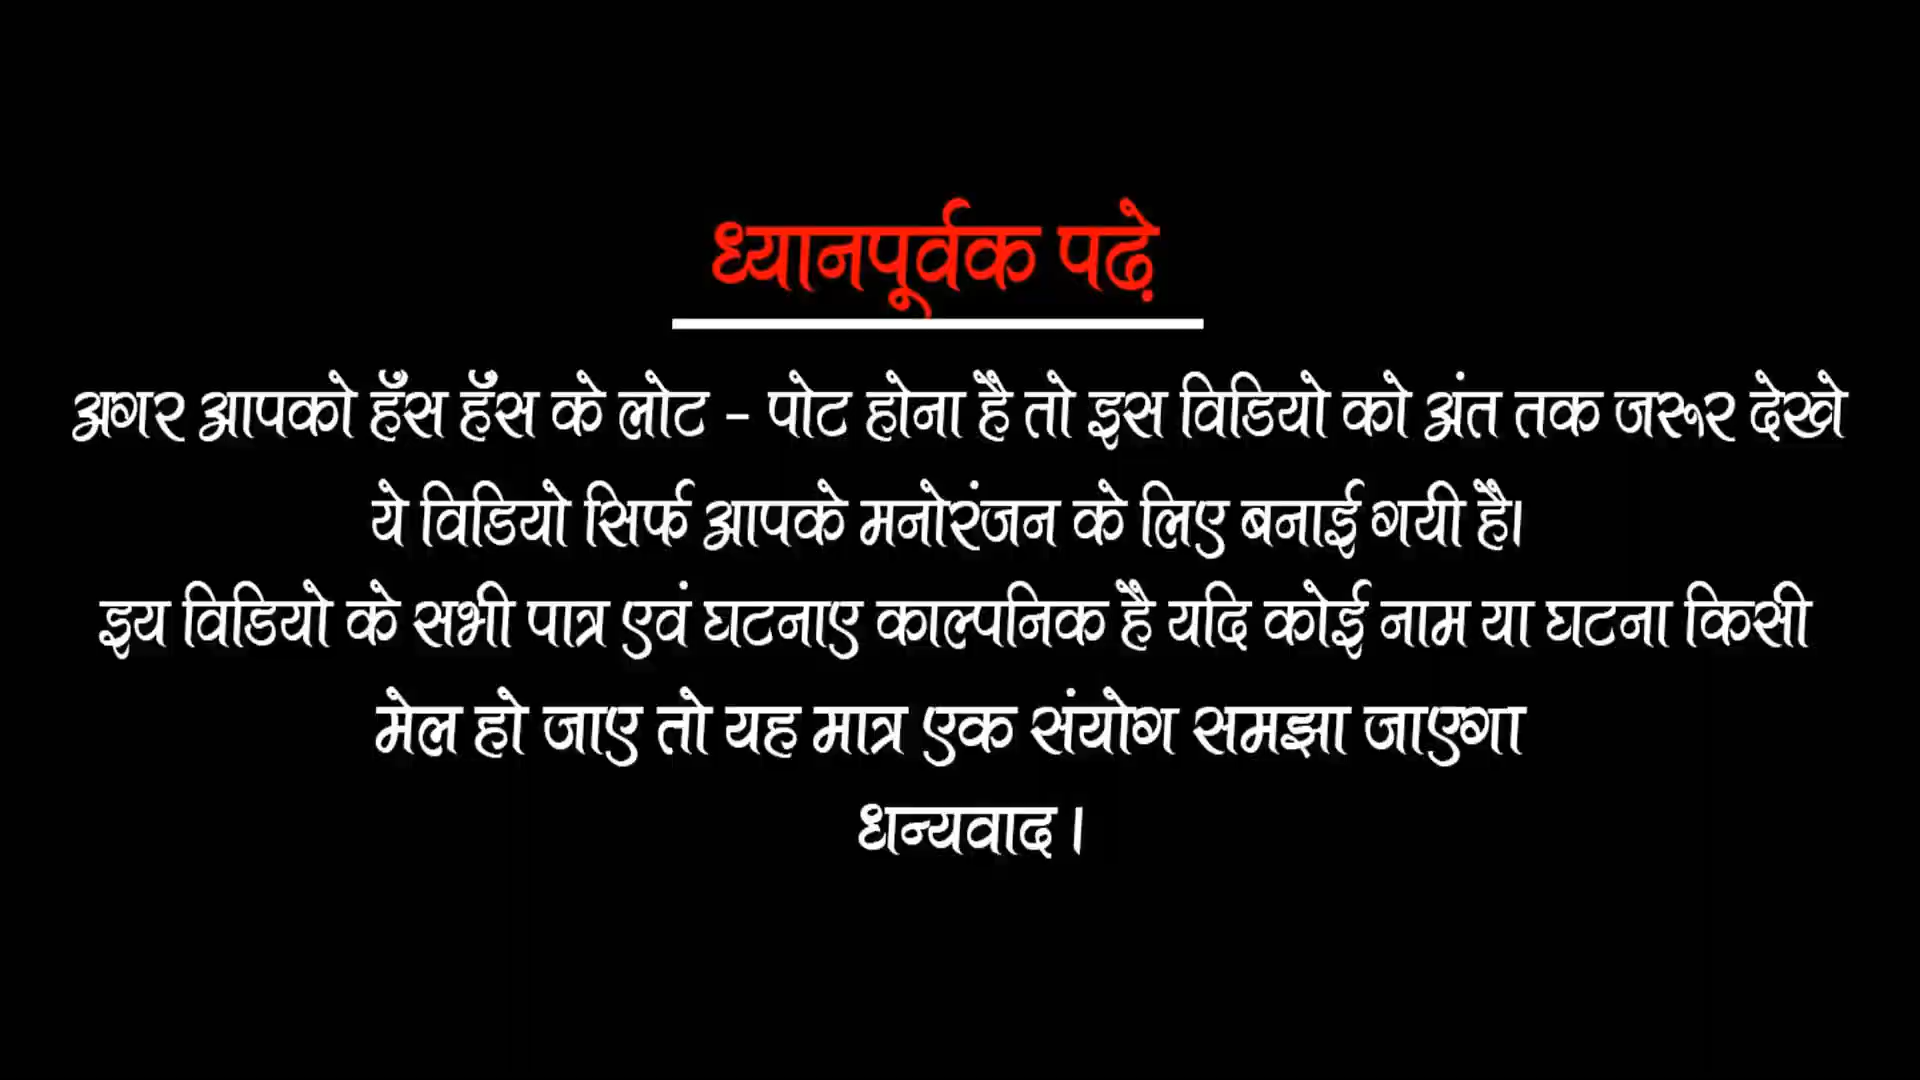 ध्यानपूर्वक पढ़े
अगर आपको हँस हँस के लोट - पोट होना है तो इस विडियो को अंत तक जरूर देखे
ये विडियो सिर्फ आपके मनोरंजन के लिए बनाई गयी है।
इय विडियो के सभी पात्र एवं घटनाए काल्पनिक है यदि कोई नाम या घटना किसी
मेल हो जाए तो यह मात्र एक संयोग समझा जाएगा
धन्यवाद ।